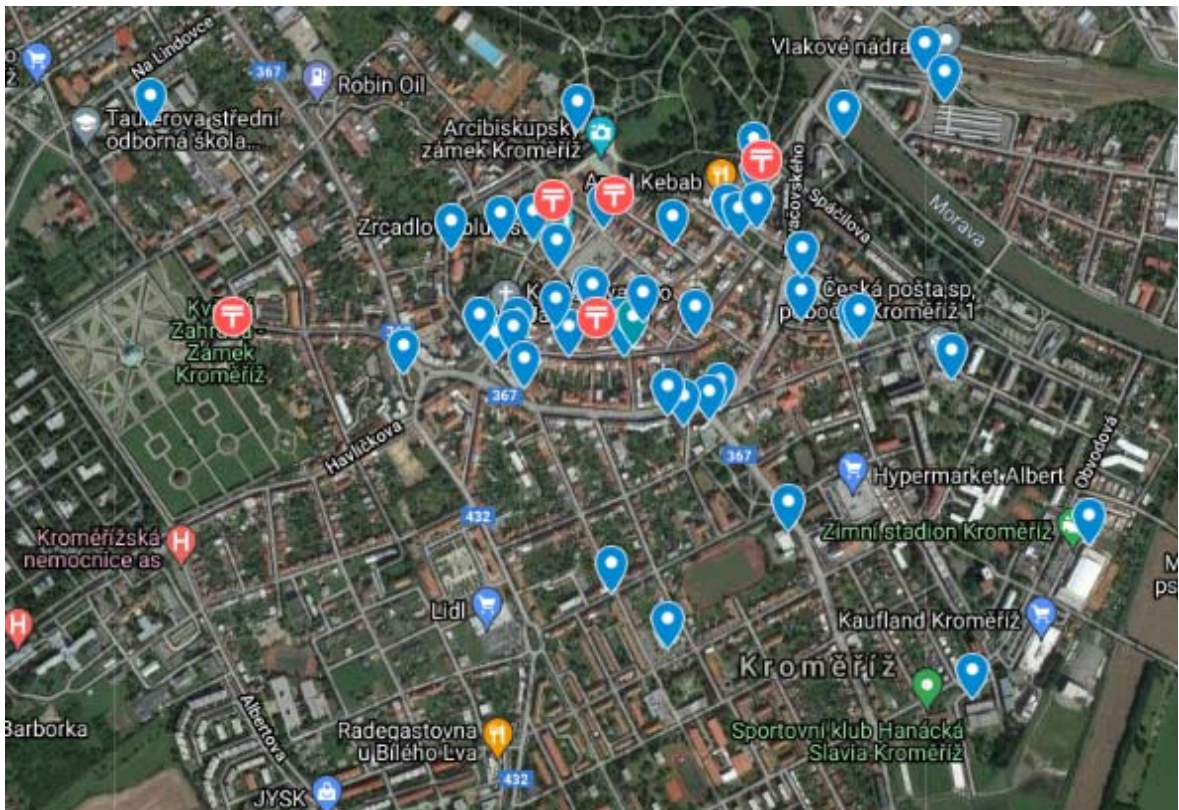 Na Lindovce
367
Robin Oil
Vlakové nádra
Tauferova střední
odborná škola...
Arcibiskupský
zámek Kroměříž
Kebab
Spáčilova
Morava
Zrcadlo
Česká pošta,sp,
Kroměříž 1
Zahrada -
Zámek
Kroměříž
367
Havlíčkova
367
Hypermarket Albert
Obvodová
432
Kroměřížská
nemocnice as
Zimní stadion Kroměříž
Lidl
Kaufland Kroměříž
Kroměříž
Barborka
Albertova
Radegastovna
u Bílého Lva
Sportovní klub Hanácká
Slavia Kroměříž
432
JYSK